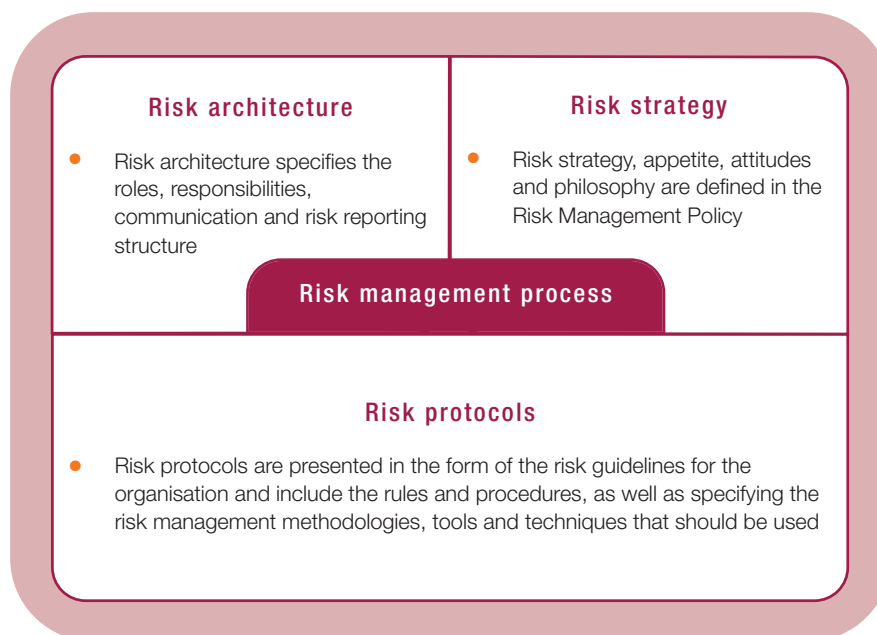 Risk architecture
Risk architecture specifies the
roles, responsibilities,
communication and risk reporting
structure
Risk strategy
Risk strategy, appetite, attitudes
and philosophy are defined in the
Risk Management Policy
Risk management process
Risk protocols
Risk protocols are presented in the form of the risk guidelines for the
organisation and include the rules and procedures, as well as specifying the
risk management methodologies, tools and techniques that should be used